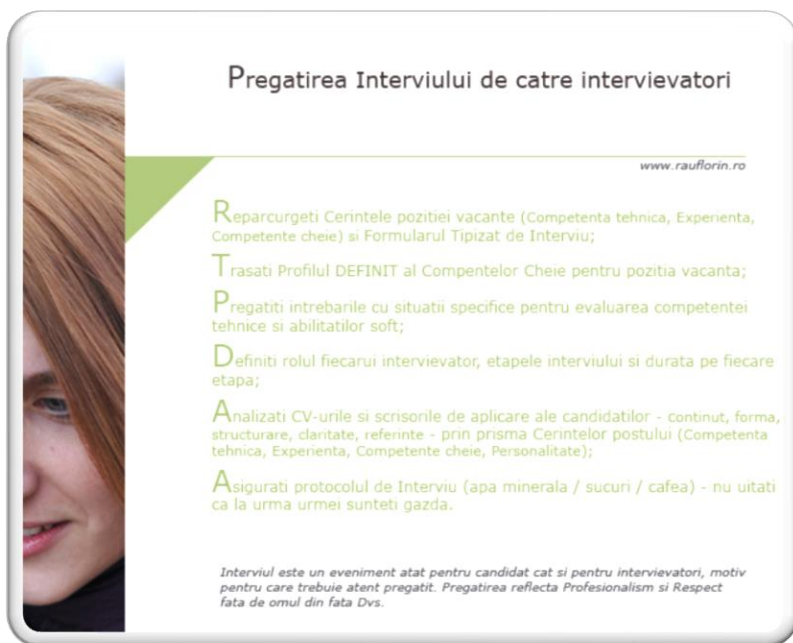 Pregatirea Interviului de catre intervievatori
www.rauflorin.ro
Reparcurgeti Cerintele pozitiei vacante (Competenta tehnica, Experienta,
Competente cheie) si Formularul Tipizat de Interviu;
Trasati Profilul DEFINIT al Compentelor Cheie pentru pozitia vacanta;
Pregatiti intrebarile cu situatii specifice pentru evaluarea competentei
tehnice si abilitatilor soft;
Definiti rolul fiecarui intervievator, etapele interviului si durata pe fiecare
etapa;
Analizati CV-urile si scrisorile de aplicare ale candidatilor - continut, forma,
structurare, claritate, referinte - prin prisma Cerintelor postului (Competenta
tehnica, Experienta, Competente cheie, Personalitate);
Asigurati protocolul de Interviu (apa minerala / sucuri / cafea) - nu uitati
ca la urma urmei sunteti gazda.
Interviul este un eveniment atat pentru candidat cat si pentru intervievatori, motiv
pentru care trebuie atent pregatit. Pregatirea reflecta Profesionalism si Respect
fata de omul din fata Dvs.